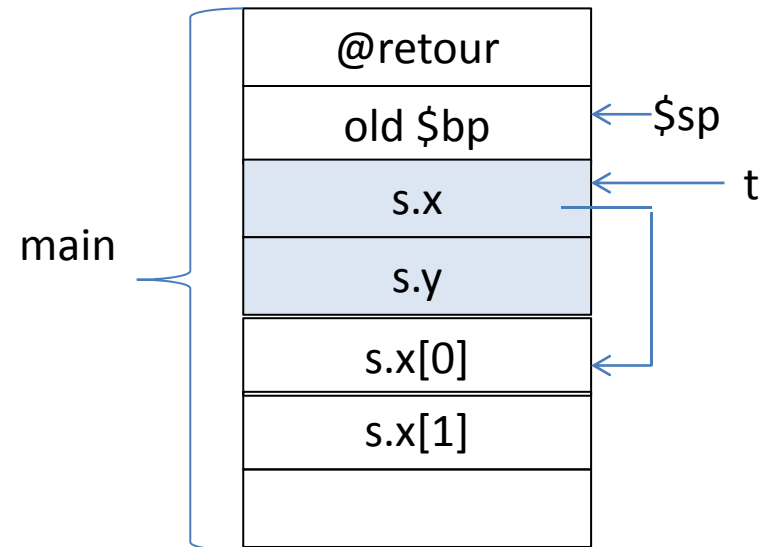 @retour
old $bp
$sp
s.x
t
main
s.y
s.x[0]
s.x[1]